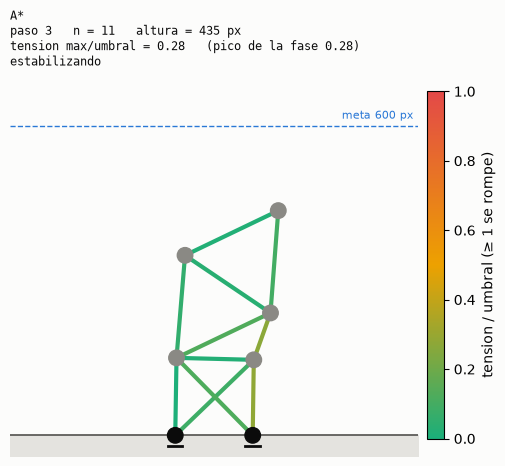 A*
paso 3   n = 11   altura = 435 px
tension max/umbral = 0.28   (pico de la fase 0.28)
estabilizando
meta 600 px
1.0
0.8
0.6
0.4
0.2
0.0
tensión / umbral (≥ 1 se rompe)